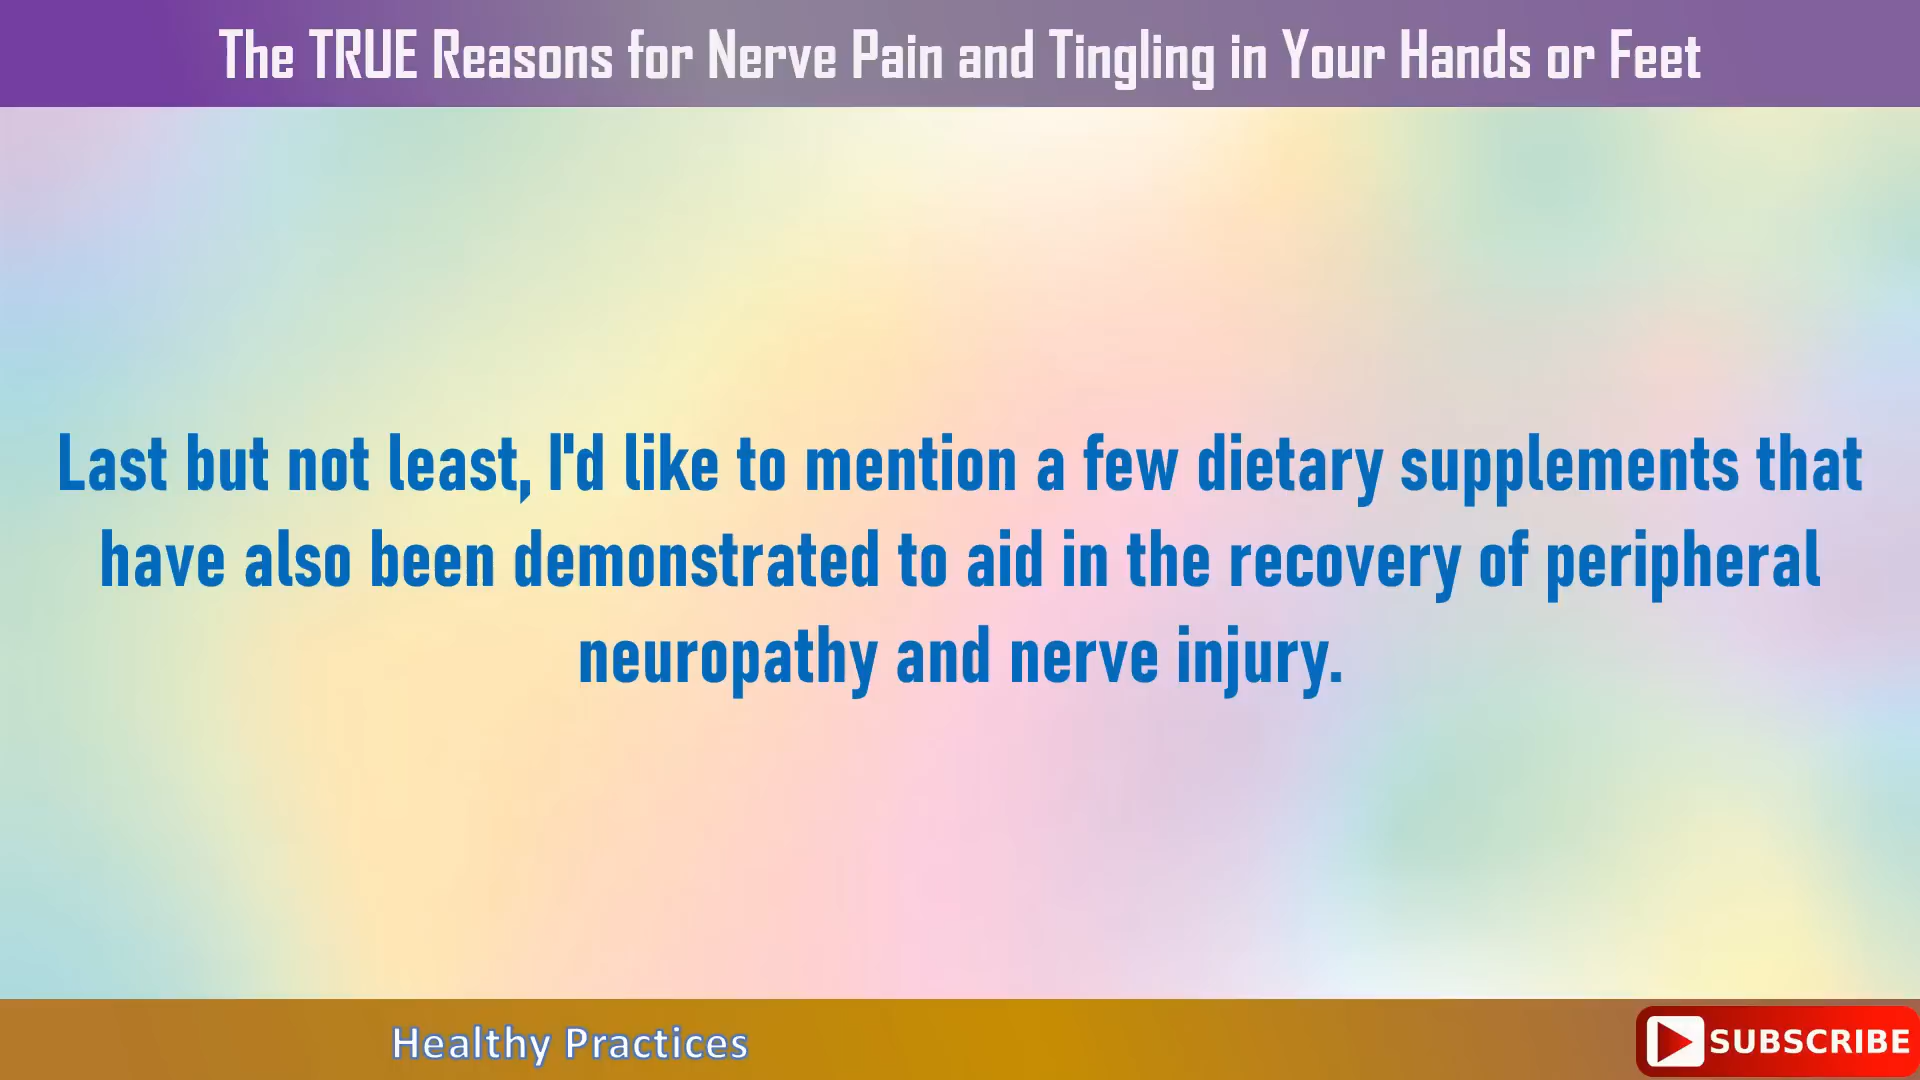 The TRUE Reasons for Nerve Pain and Tingling in Your Hands or Feet
Last but not least, I'd like to mention a few dietary supplements that
have also been demonstrated to aid in the recovery of peripheral
neuropathy and nerve injury.
Healthy Practices
SUBSCRIBE